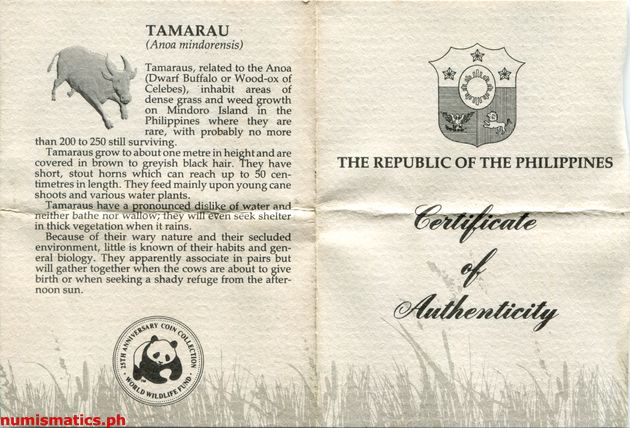 TAMARAU
(Anoa mindorensis)
Tamaraus, related to the Anoa
(Dwarf Buffalo or Wood-ox of
Celebes), inhabit areas of
dense grass and weed growth
on Mindoro Island in the
Philippines where they are
rare, with probably no more
than 200 to 250 still surviving.
Tamaraus grow to about one metre in height and are
covered in brown to greyish black hair. They have
short, stout horns which can reach up to 50 cen-
timetres in length. They feed mainly upon young cane
shoots and various water plants.
Tamaraus have a pronounced dislike of water and
neither bathe nor wallow; they will even seek shelter
in thick vegetation when it rains.
Because of their wary nature and their secluded
environment, little is known of their habits and gen-
eral biology. They apparently associate in pairs but
will gather together when the cows are about to give
birth or when seeking a shady refuge from the after-
noon sun.
25TH ANNIVERSARY COIN COLLECTION
WORLD WILDLIFE FUND
THE REPUBLIC OF THE PHILIPPINES
Certificate
of
Authenticity
numismatics.ph